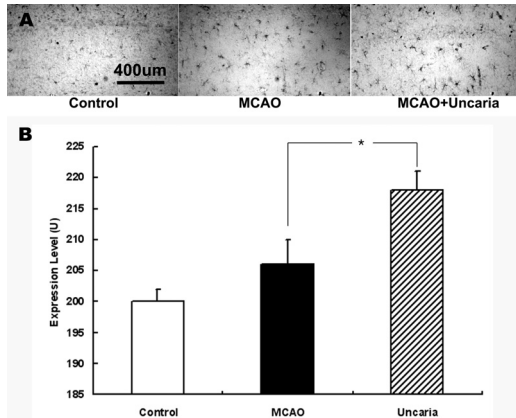 A
400um
Control MCAO MCAO+Uncaria
B
225
220
215
210
205
200
195
190
185
Expression Level (U)
*
Control MCAO Uncaria